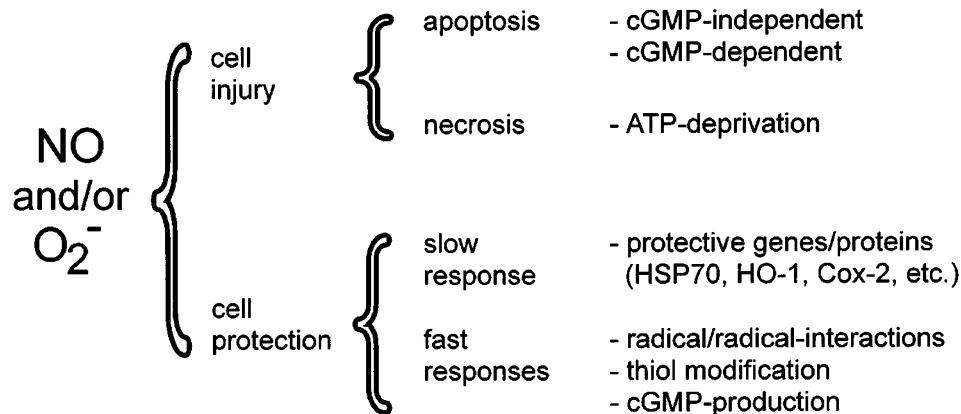 NO
and/or
O₂⁻
cell
injury
apoptosis
- cGMP-independent
- cGMP-dependent
necrosis
- ATP-deprivation
cell
protection
slow
response
- protective genes/proteins
(HSP70, HO-1, Cox-2, etc.)
fast
responses
- radical/radical-interactions
- thiol modification
- cGMP-production